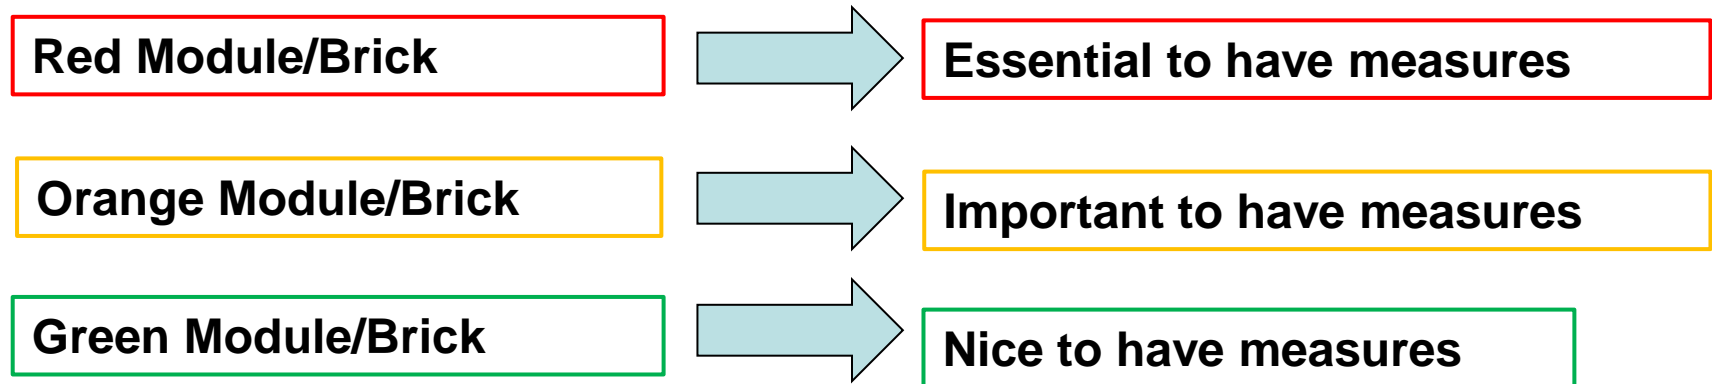 Red Module/Brick
Essential to have measures
Orange Module/Brick
Important to have measures
Green Module/Brick
Nice to have measures